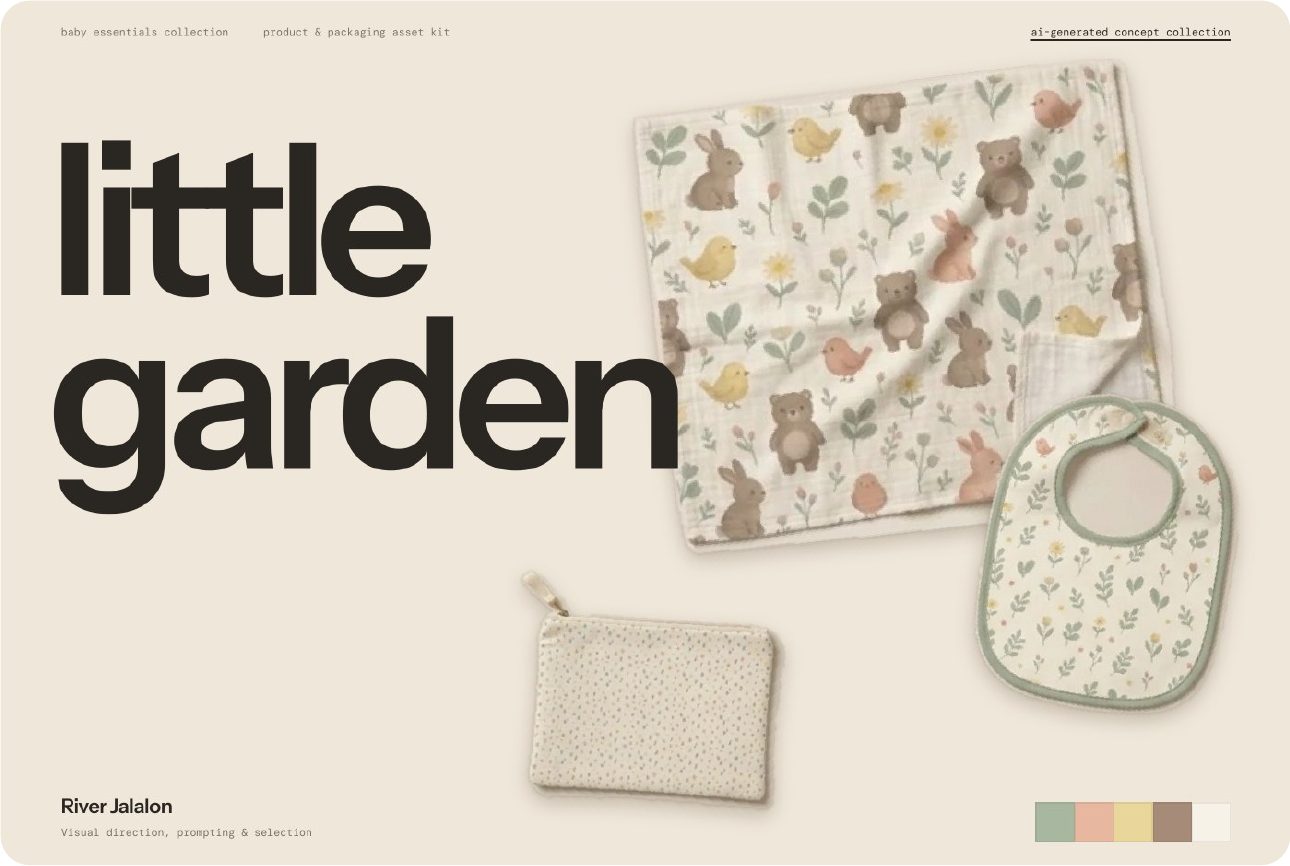 baby essentials collection
product & packaging asset kit
ai-generated concept collection
little
garden
River Jalalon
Visual direction, prompting & selection